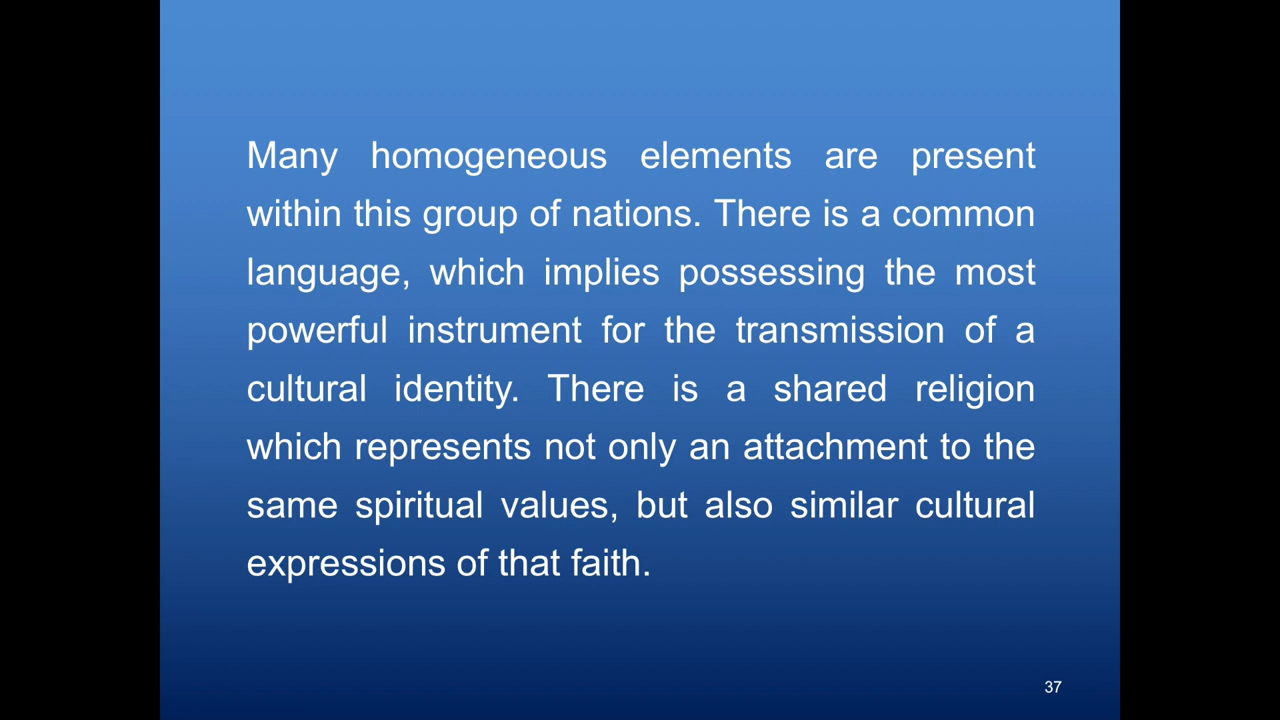 Many homogeneous elements are present
within this group of nations. There is a common
language, which implies possessing the most
powerful instrument for the transmission of a
cultural identity. There is a shared religion
which represents not only an attachment to the
same spiritual values, but also similar cultural
expressions of that faith.
37